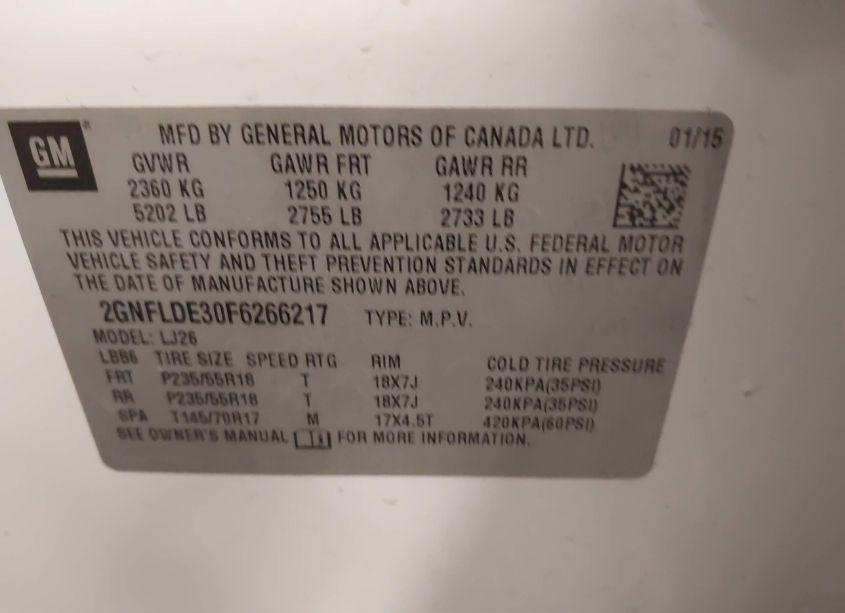 GM ® MFD BY GENERAL MOTORS OF CANADA LTD. 01/15
GVWR GAWR FRT GAWR RR
2360 KG 1250 KG 1240 KG
5202 LB 2755 LB 2733 LB
THIS VEHICLE CONFORMS TO ALL APPLICABLE U.S. FEDERAL MOTOR
VEHICLE SAFETY AND THEFT PREVENTION STANDARDS IN EFFECT ON
THE DATE OF MANUFACTURE SHOWN ABOVE.
2GNFLDE30F6266217 TYPE: M.P.V.
MODEL: LJ26
LBB6 TIRE SIZE SPEED RTG RIM COLD TIRE PRESSURE
FRT P235/55R18 T 18X7J 240KPA(35PSI)
RR P235/55R18 T 18X7J 240KPA(35PSI)
SPA T145/70R17 M 17X4.5T 420KPA(60PSI)
SEE OWNER'S MANUAL FOR MORE INFORMATION.